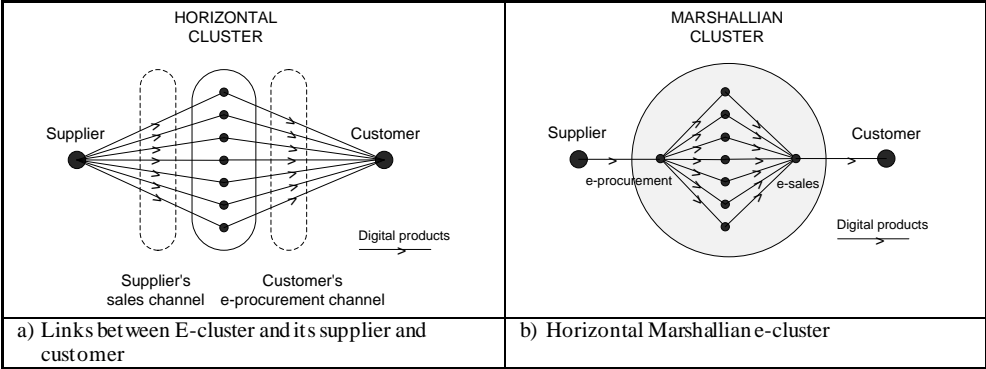 HORIZONTAL
CLUSTER
Supplier
Customer
Digital products
Supplier's
sales channel
Customer's
e-procurement channel
a) Links between E-cluster and its supplier and
customer
MARSHALLIAN
CLUSTER
Supplier
Customer
e-procurement
e-sales
Digital products
b) Horizontal Marshallian e-cluster